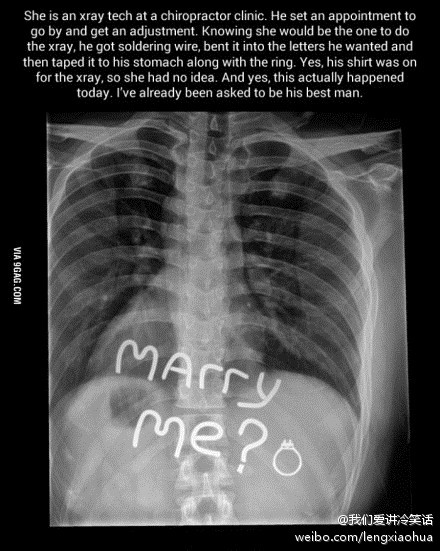 She is an xray tech at a chiropractor clinic. He set an appointment to
go by and get an adjustment. Knowing she would be the one to do
the xray, he got soldering wire, bent it into the letters he wanted and
then taped it to his stomach along with the ring. Yes, his shirt was on
for the xray, so she had no idea. And yes, this actually happened
today. I've already been asked to be his best man.
VIA 9GAG.COM
MArry
Me?
@我们爱讲冷笑话
weibo.com/lengxiaohua